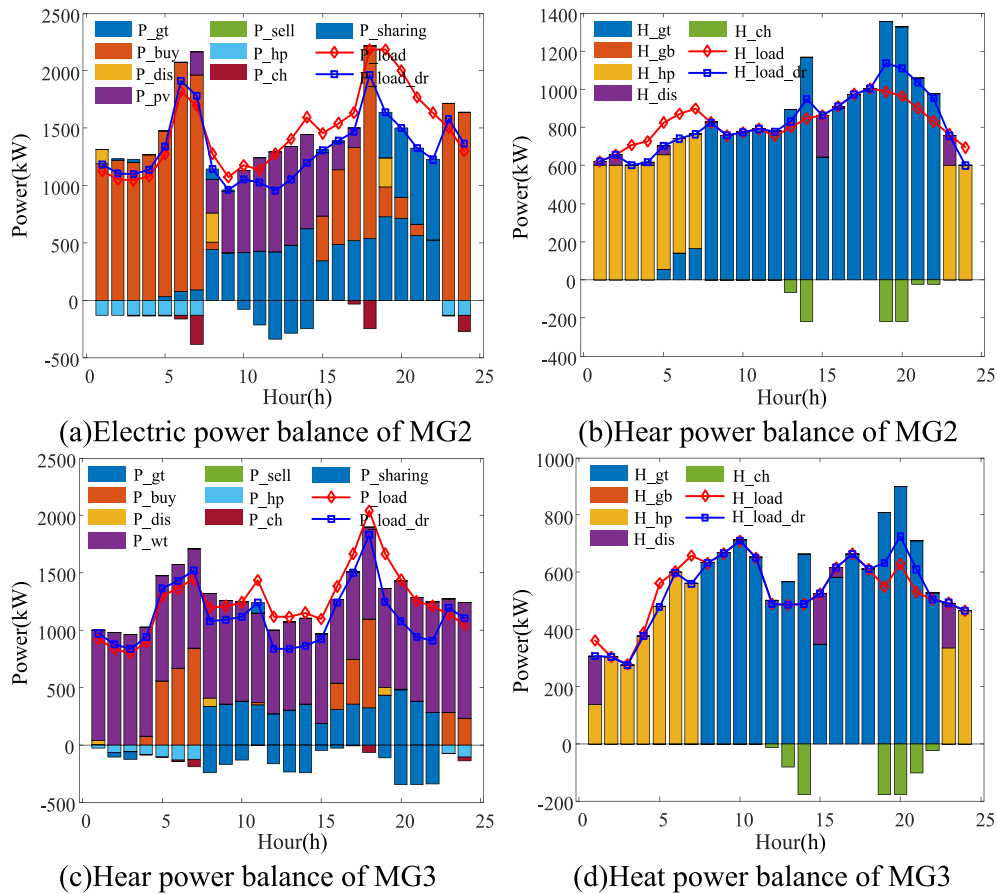 2500
2000
1500
1000
500
0
-500
Power(kW)
P_gt
P_buy
P_dis
P_pv
P_sell
P_hp
P_ch
P_sharing
P_load
P_load_dr
0 5 10 15 20 25
Hour(h)
(a)Electric power balance of MG2
1400
1200
1000
800
600
400
200
0
-200
-400
Power(kW)
H_gt
H_gb
H_hp
H_dis
H_ch
H_load
H_load_dr
0 5 10 15 20 25
Hour(h)
(b)Hear power balance of MG2
2500
2000
1500
1000
500
0
-500
Power(kW)
P_gt
P_buy
P_dis
P_wt
P_sell
P_hp
P_ch
P_sharing
P_load
P_load_dr
0 5 10 15 20 25
Hour(h)
(c)Hear power balance of MG3
1000
800
600
400
200
0
-200
Power(kW)
H_gt
H_gb
H_hp
H_dis
H_ch
H_load
H_load_dr
0 5 10 15 20 25
Hour(h)
(d)Heat power balance of MG3